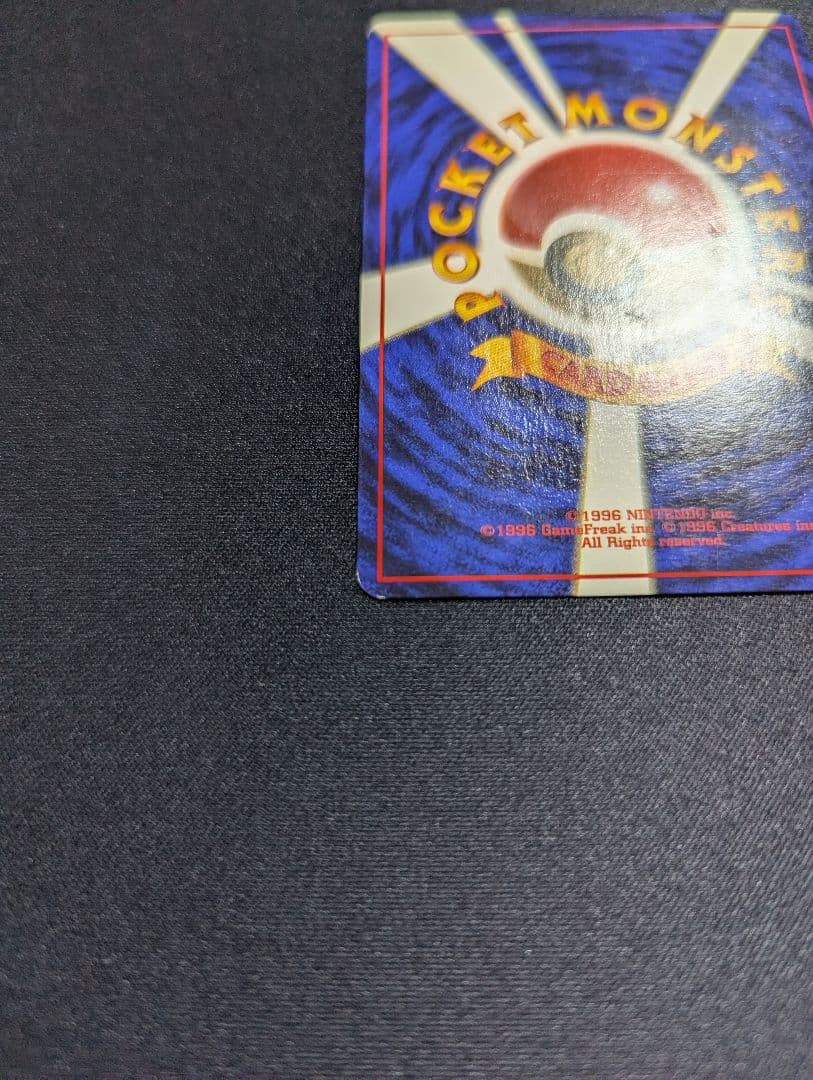 POCKET MONSTERS
CARD GAME
©1996 NINTENDO inc.
©1996 GameFreak inc. ©1996 Creatures inc
All Rights reserved.